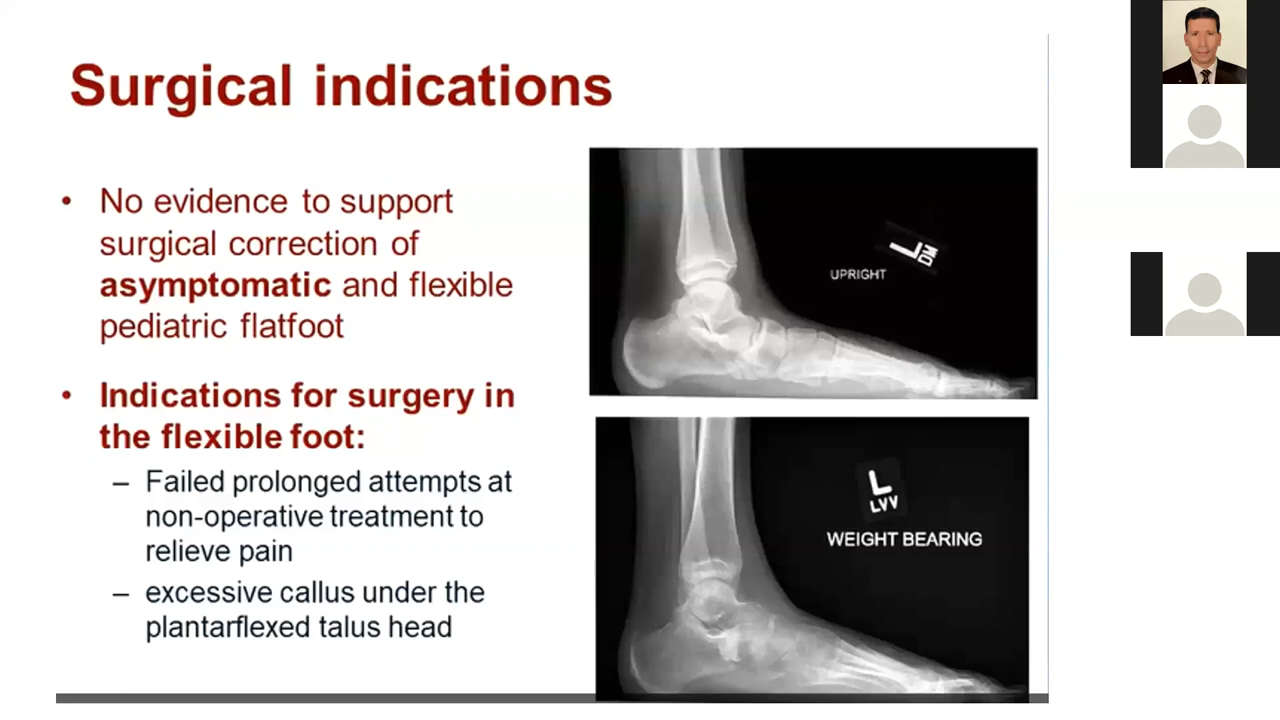 Surgical indications
• No evidence to support
surgical correction of
asymptomatic and flexible
pediatric flatfoot
• Indications for surgery in
the flexible foot:
– Failed prolonged attempts at
non-operative treatment to
relieve pain
– excessive callus under the
plantarflexed talus head
L
MD
UPRIGHT
L
LVV
WEIGHT BEARING